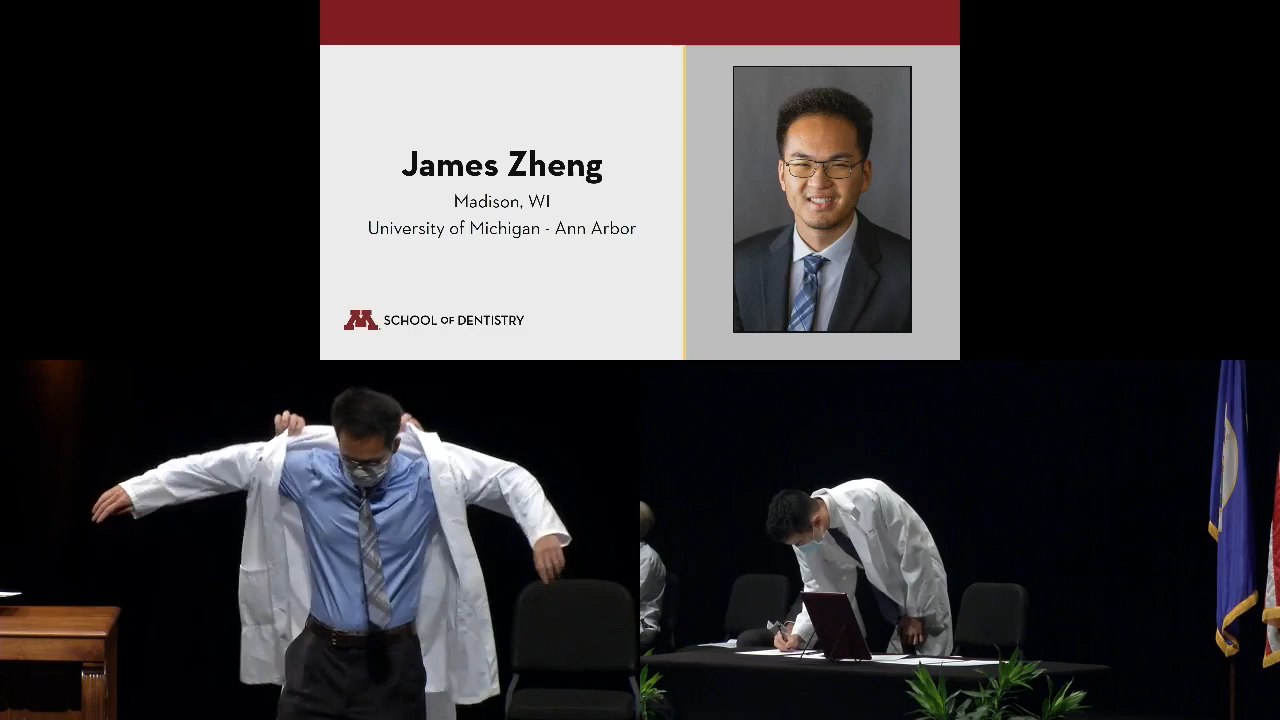 James Zheng
Madison, WI
University of Michigan - Ann Arbor
M SCHOOL OF DENTISTRY